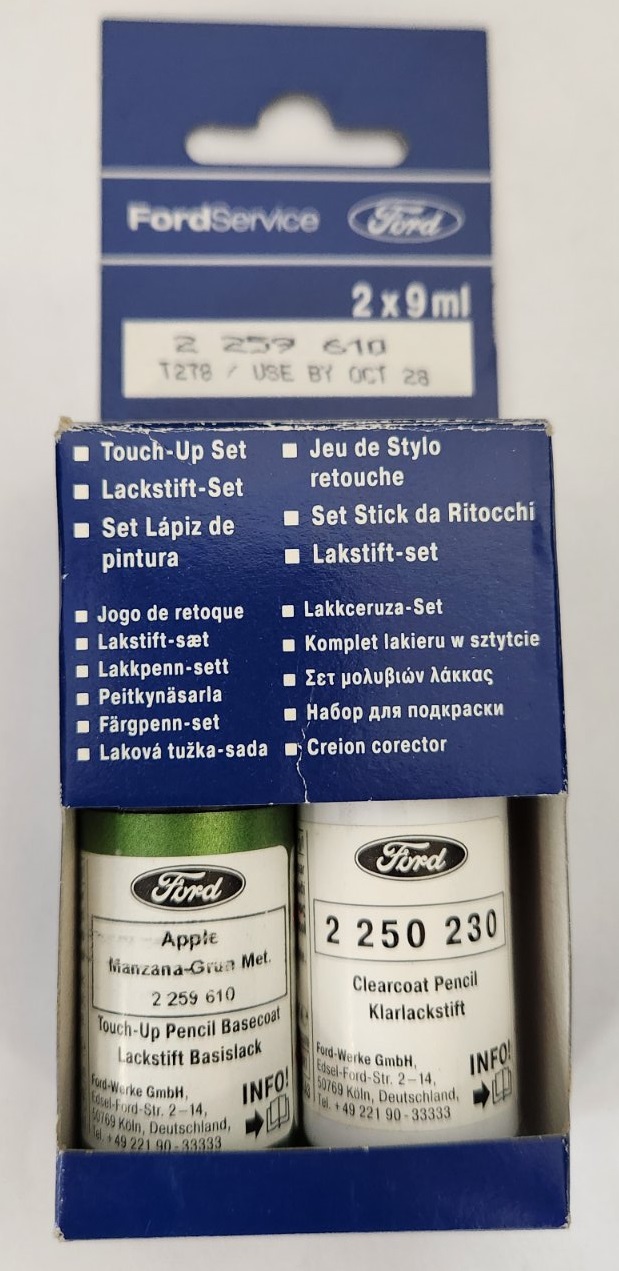 FordService Ford
2 x 9 ml
2 259 610
T278 / USE BY OCT 28
Touch-Up Set
Lackstift-Set
Set Lápiz de
pintura
Jeu de Stylo
retouche
Set Stick da Ritocchi
Lakstift-set
Jogo de retoque
Lakstift-sæt
Lakkpenn-sett
Peitkynäsarla
Färgpenn-set
Laková tužka-sada
Lakkceruza-Set
Komplet lakieru w sztytcie
Σετ μολυβιών λάκκας
Набор для подкраски
Creion corector
Ford
Apple
Manzana-Grün Met.
2 259 610
Touch-Up Pencil Basecoat
Lackstift Basislack
Ford-Werke GmbH,
Edsel-Ford-Str. 2–14,
50769 Köln, Deutschland,
Tel. +49 221 90-33333
INFO!
Ford
2 250 230
Clearcoat Pencil
Klarlackstift
Ford-Werke GmbH,
Edsel-Ford-Str. 2–14,
50769 Köln, Deutschland,
Tel. +49 221 90-33333
INFO!